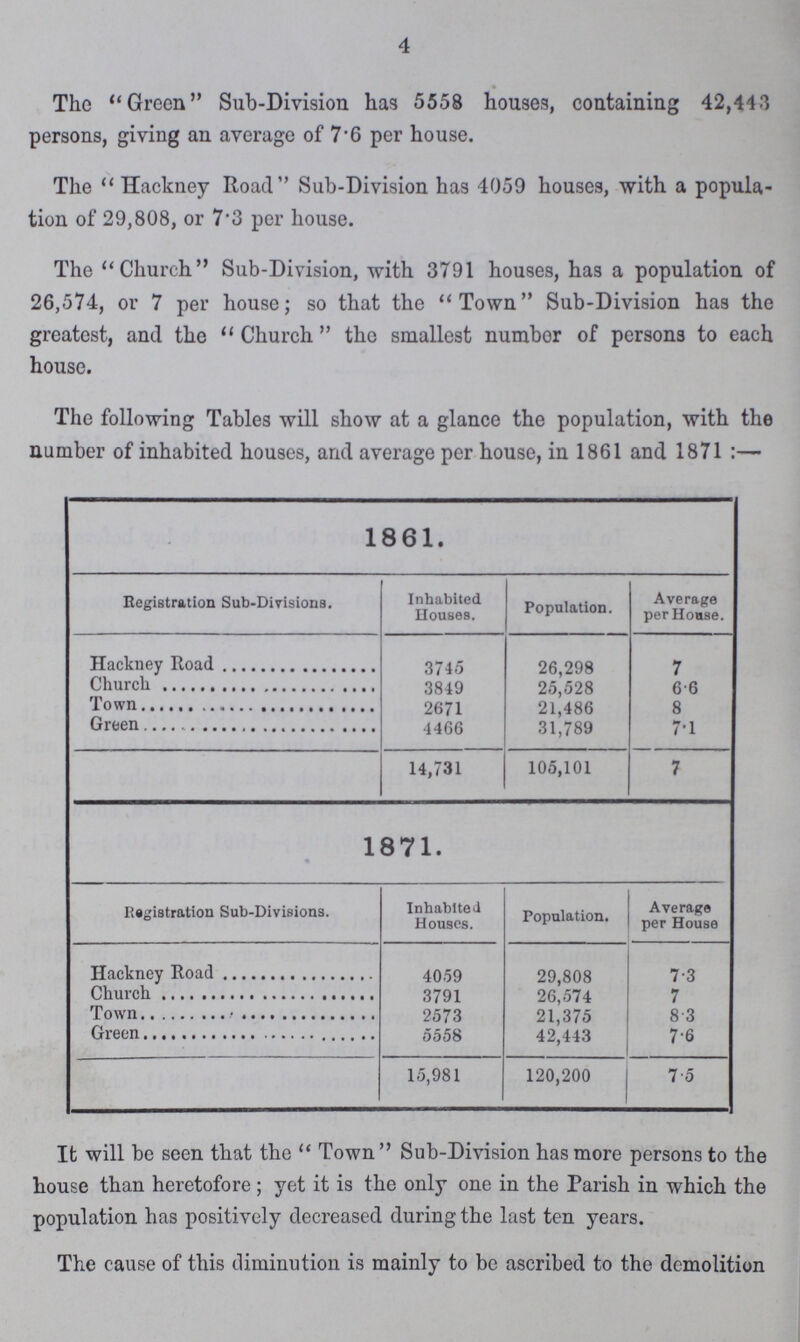 4
The "Green" Sub-Division has 5558 houses, containing 42,443
persons, giving an average of 7·6 per house.
The "Hackney Road" Sub-Division has 4059 houses, with a popula-
tion of 29,808, or 7·3 per house.
The "Church" Sub-Division, with 3791 houses, has a population of
26,574, or 7 per house; so that the "Town" Sub-Division has the
greatest, and the "Church" the smallest number of persons to each
house.
The following Tables will show at a glance the population, with the
number of inhabited houses, and average per house, in 1861 and 1871 :—
1861.
Registration Sub-Divisions. Inhabited Houses. Population. Average per House.
Hackney Road ................ 3745 26,298 7
Church ...................... 3849 25,528 6·6
Town........................ 2671 21,486 8
Green........................ 4466 31,789 7·1
14,731 105,101 7
1871.
Registration Sub-Divisions. Inhabited Houses. Population. Average per House
Hackney Road ................ 4059 29,808 7·3
Church ...................... 3791 26,574 7
Town........................ 2573 21,375 8·3
Green........................ 5558 42,443 7·6
15,981 120,200 7·5
It will be seen that the "Town" Sub-Division has more persons to the
house than heretofore; yet it is the only one in the Parish in which the
population has positively decreased during the last ten years.
The cause of this diminution is mainly to be ascribed to the demolition